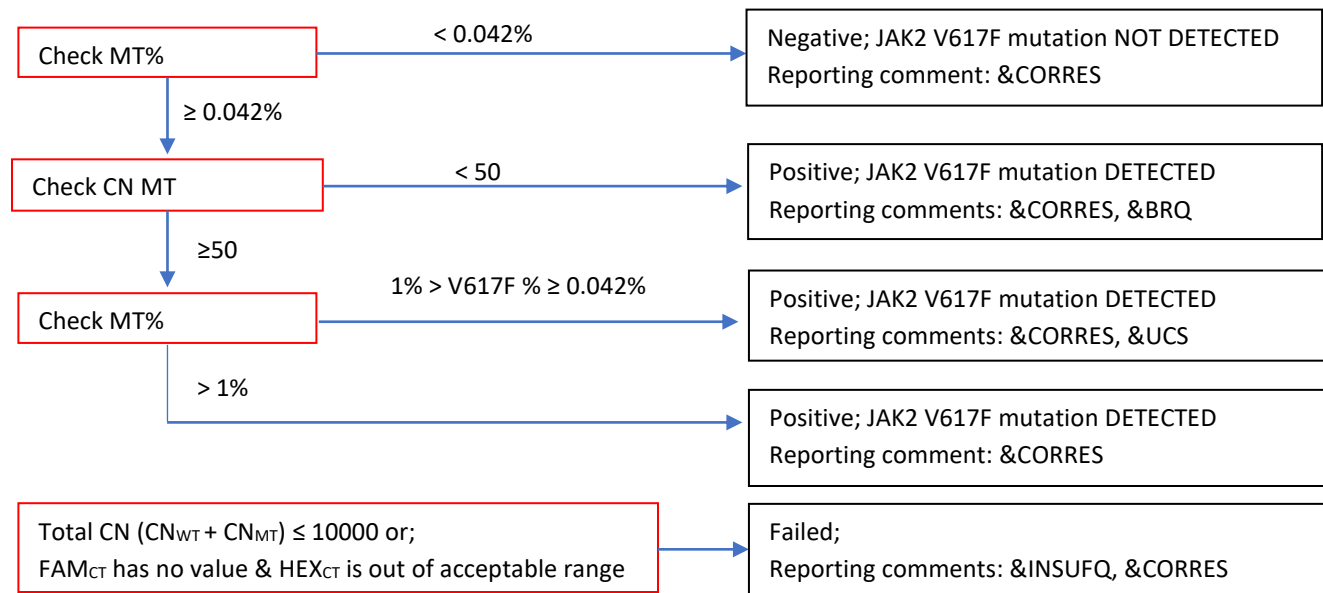 Check MT%
< 0.042%
Negative; JAK2 V617F mutation NOT DETECTED
Reporting comment: &CORRES
≥ 0.042%
Check CN MT
< 50
Positive; JAK2 V617F mutation DETECTED
Reporting comments: &CORRES, &BRQ
≥50
Check MT%
1% > V617F % ≥ 0.042%
Positive; JAK2 V617F mutation DETECTED
Reporting comments: &CORRES, &UCS
> 1%
Positive; JAK2 V617F mutation DETECTED
Reporting comment: &CORRES
Total CN (CNWT + CNMT) ≤ 10000 or;
FAMCT has no value & HEXCT is out of acceptable range
Failed;
Reporting comments: &INSUFQ, &CORRES